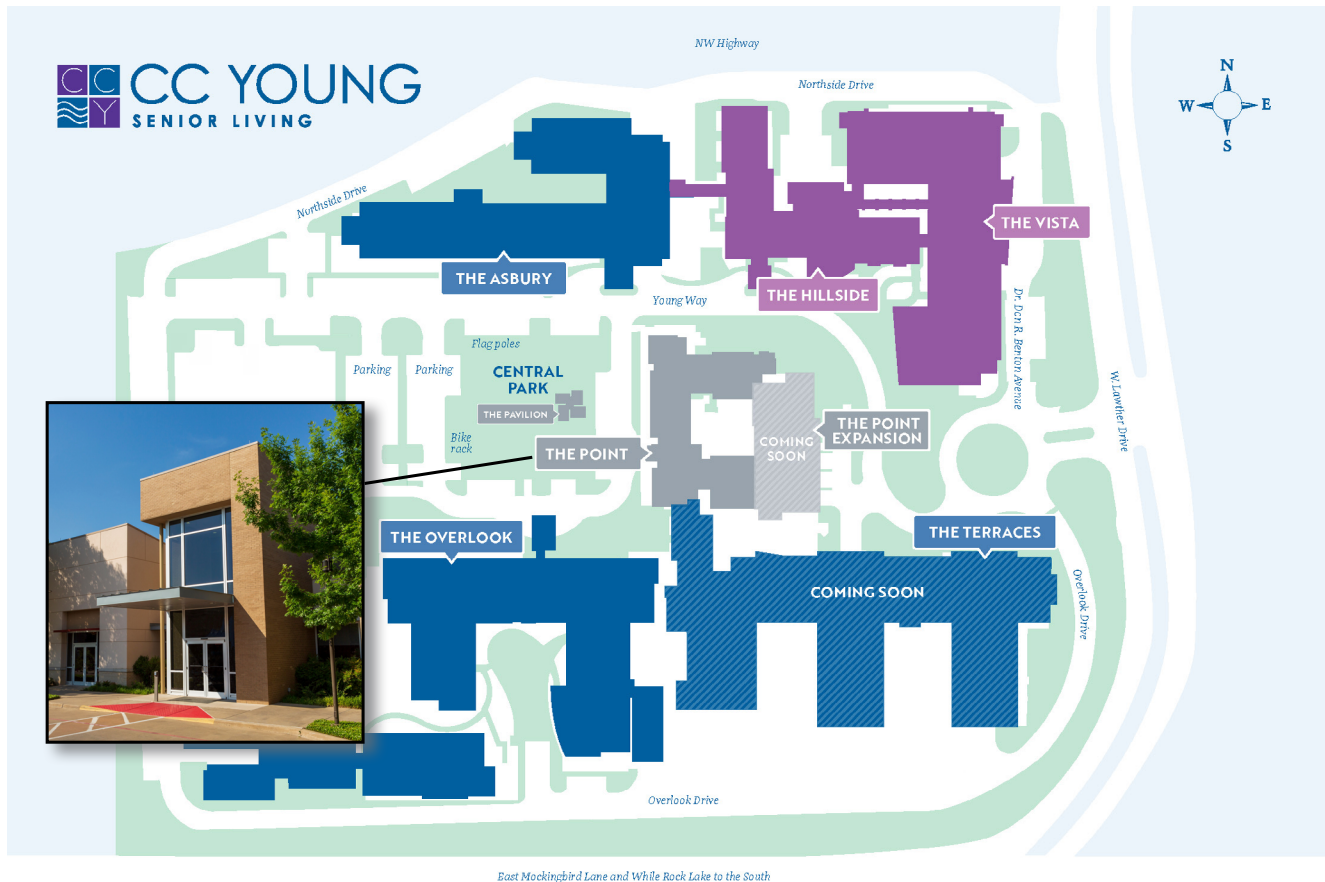 NW Highway
CC YOUNG
SENIOR LIVING
CCY
N
W E
S
Northside Drive
Northside Drive
THE VISTA
THE ASBURY
THE HILLSIDE
Young Way
Dr. Dan R. Benton Avenue
Flag poles
Parking
Parking
CENTRAL
PARK
THE PAVILION
W. Lawther Drive
THE POINT
EXPANSION
Bike
rack
THE POINT
COMING
SOON
THE OVERLOOK
THE TERRACES
COMING SOON
Overlook Drive
Overlook Drive
East Mockingbird Lane and While Rock Lake to the South